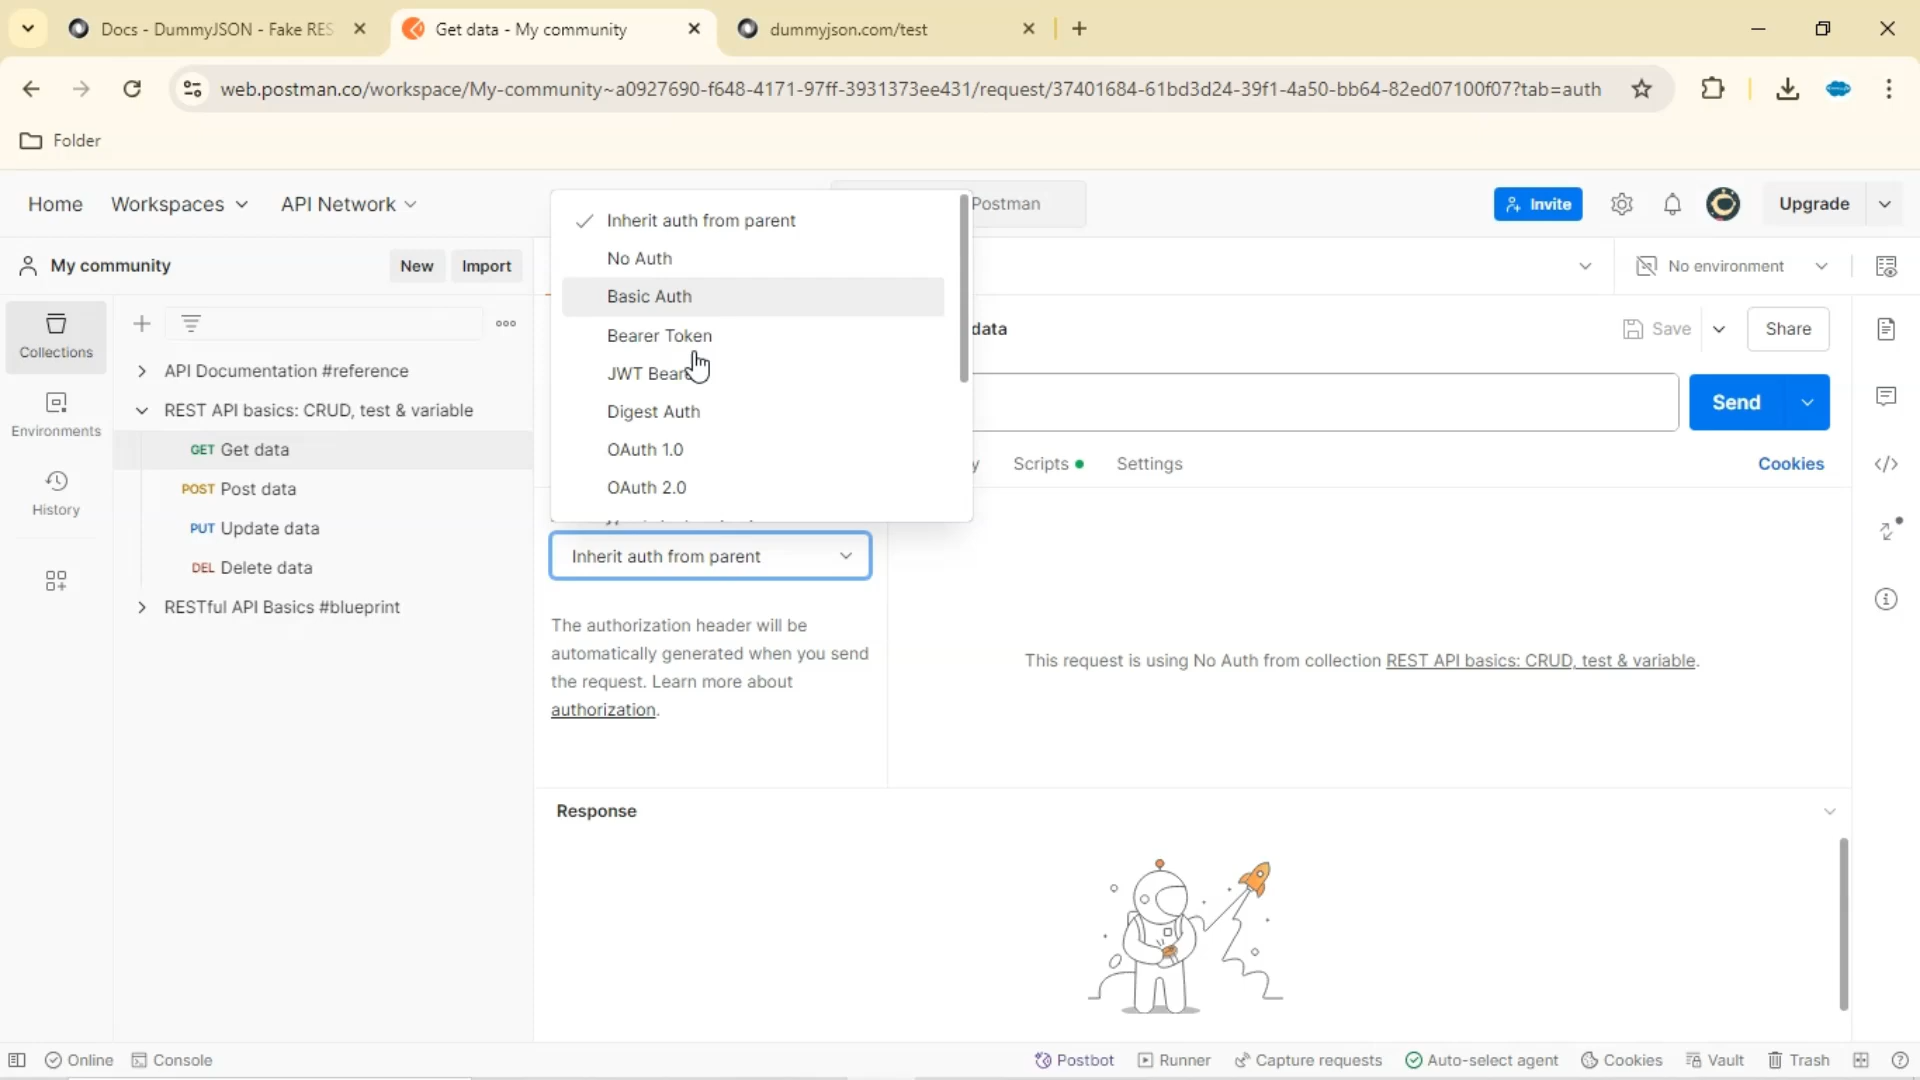 Docs - DummyJSON - Fake RES
Get data - My community
dummyjson.com/test
web.postman.co/workspace/My-community~a0927690-f648-4171-97ff-3931373ee431/request/37401684-61bd3d24-39f1-4a50-bb64-82ed07100f07?tab=auth
Folder
Home
Workspaces
API Network
Postman
Invite
Upgrade
My community
New
Import
No environment
Collections
Environments
History
API Documentation #reference
REST API basics: CRUD, test & variable
GET Get data
POST Post data
PUT Update data
DEL Delete data
RESTful API Basics #blueprint
Inherit auth from parent
No Auth
Basic Auth
Bearer Token
JWT Bear
Digest Auth
OAuth 1.0
OAuth 2.0
data
Save
Share
Send
Scripts
Settings
Cookies
Inherit auth from parent
The authorization header will be
automatically generated when you send
the request. Learn more about
authorization.
This request is using No Auth from collection REST API basics: CRUD, test & variable.
Response
Online
Console
Postbot
Runner
Capture requests
Auto-select agent
Cookies
Vault
Trash